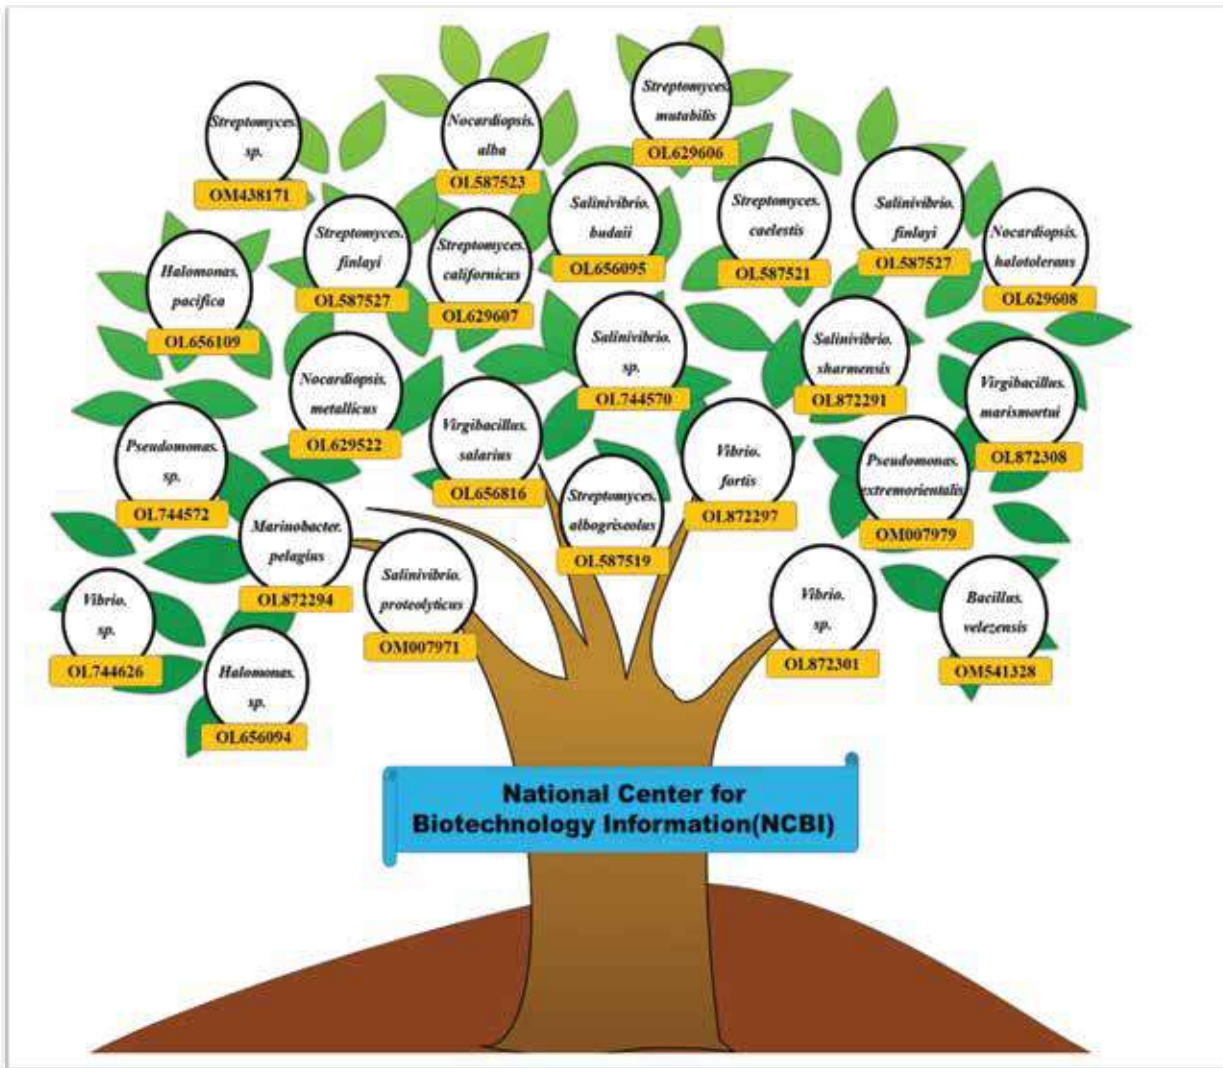 Streptomyces.
mutabilis
OL629606
Streptomyces.
sp.
OM438171
Nocardiopsis.
alba
OL587523
Salinivibrio.
budaii
OL656095
Streptomyces.
caelestis
OL587521
Salinivibrio.
finlayi
OL587527
Nocardiopsis.
halotolerans
OL629608
Halomonas.
pacifica
OL656109
Streptomyces.
finlayi
OL587527
Streptomyces.
californicus
OL629607
Salinivibrio.
sp.
OL744570
Salinivibrio.
sharmensis
OL872291
Virgibacillus.
marismortui
OL872308
Nocardiopsis.
metallicus
OL629522
Virgibacillus.
salarius
OL656816
Vibrio.
fortis
OL872297
Pseudomonas.
extremorientalis
OM007979
Pseudomonas.
sp.
OL744572
Streptomyces.
albogriseolus
OL587519
Marinobacter.
pelagius
OL872294
Salinivibrio.
proteolyticus
OM007971
Vibrio.
sp.
OL872301
Bacillus.
velezensis
OM541328
Vibrio.
sp.
OL744626
Halomonas.
sp.
OL656094
National Center for
Biotechnology Information(NCBI)